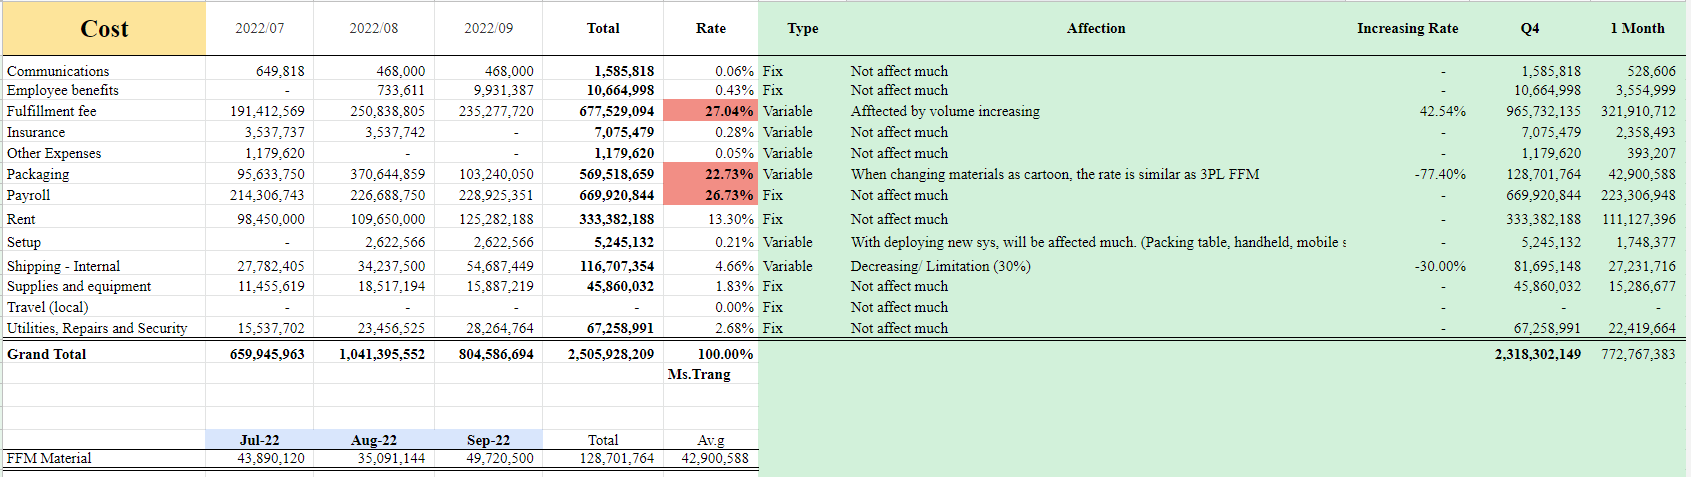 Cost 2022/07 2022/08 2022/09 Total Rate Type Affection Increasing Rate Q4 1 Month
Communications 649,818 468,000 468,000 1,585,818 0.06% Fix Not affect much - 1,585,818 528,606
Employee benefits - 733,611 9,931,387 10,664,998 0.43% Fix Not affect much - 10,664,998 3,554,999
Fulfillment fee 191,412,569 250,838,805 235,277,720 677,529,094 27.04% Variable Afftected by volume increasing 42.54% 965,732,135 321,910,712
Insurance 3,537,737 3,537,742 - 7,075,479 0.28% Variable Not affect much - 7,075,479 2,358,493
Other Expenses 1,179,620 - - 1,179,620 0.05% Variable Not affect much - 1,179,620 393,207
Packaging 95,633,750 370,644,859 103,240,050 569,518,659 22.73% Variable When changing materials as cartoon, the rate is similar as 3PL FFM -77.40% 128,701,764 42,900,588
Payroll 214,306,743 226,688,750 228,925,351 669,920,844 26.73% Fix Not affect much - 669,920,844 223,306,948
Rent 98,450,000 109,650,000 125,282,188 333,382,188 13.30% Fix Not affect much - 333,382,188 111,127,396
Setup - 2,622,566 2,622,566 5,245,132 0.21% Variable With deploying new sys, will be affected much. (Packing table, handheld, mobile s - 5,245,132 1,748,377
Shipping - Internal 27,782,405 34,237,500 54,687,449 116,707,354 4.66% Variable Decreasing/ Limitation (30%) -30.00% 81,695,148 27,231,716
Supplies and equipment 11,455,619 18,517,194 15,887,219 45,860,032 1.83% Fix Not affect much - 45,860,032 15,286,677
Travel (local) - - - - 0.00% Fix Not affect much - - -
Utilities, Repairs and Security 15,537,702 23,456,525 28,264,764 67,258,991 2.68% Fix Not affect much - 67,258,991 22,419,664
Grand Total 659,945,963 1,041,395,552 804,586,694 2,505,928,209 100.00% 2,318,302,149 772,767,383
Ms.Trang
Jul-22 Aug-22 Sep-22 Total Av.g
FFM Material 43,890,120 35,091,144 49,720,500 128,701,764 42,900,588